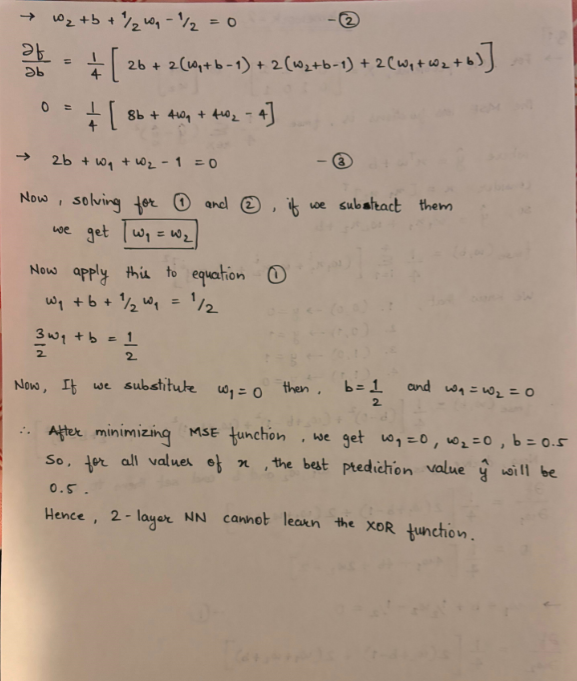 → w₂ + b + 1/2 w₁ - 1/2 = 0 - ②
∂f/∂b = 1/4 [ 2b + 2(w₁+b-1) + 2(w₂+b-1) + 2(w₁+w₂+b) ]
0 = 1/4 [ 8b + 4w₁ + 4w₂ - 4 ]
→ 2b + w₁ + w₂ - 1 = 0 - ③
Now, solving for ① and ②, if we substract them
we get w₁ = w₂
Now apply this to equation ①
w₁ + b + 1/2 w₁ = 1/2
3/2 w₁ + b = 1/2
Now, If we substitute w₁ = 0 then, b = 1/2 and w₁ = w₂ = 0
∴ After minimizing MSE function, we get w₁ = 0, w₂ = 0, b = 0.5
So, for all values of x, the best prediction value ŷ will be
0.5.
Hence, 2-layer NN cannot learn the XOR function.